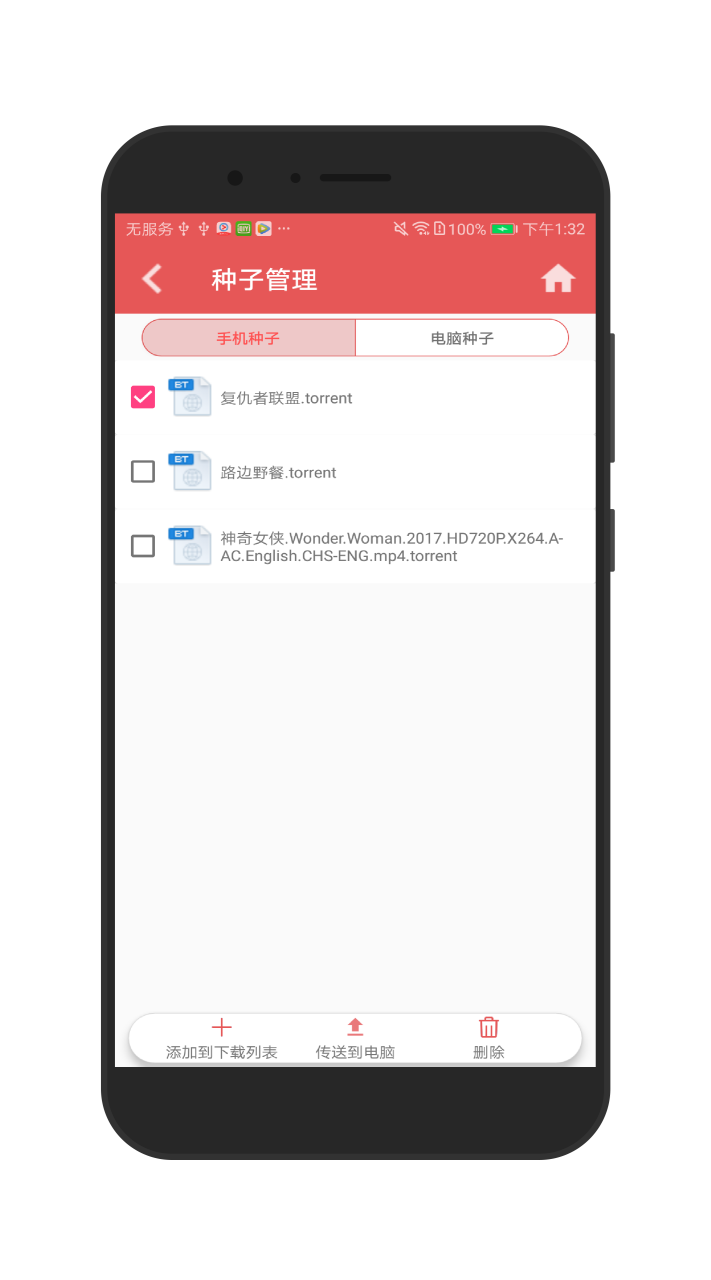 无服务 100% 下午1:32
种子管理
手机种子 电脑种子
BT 复仇者联盟.torrent
BT 路边野餐.torrent
BT 神奇女侠.Wonder.Woman.2017.HD720P.X264.A-
AC.English.CHS-ENG.mp4.torrent
添加到下载列表 传送到电脑 删除